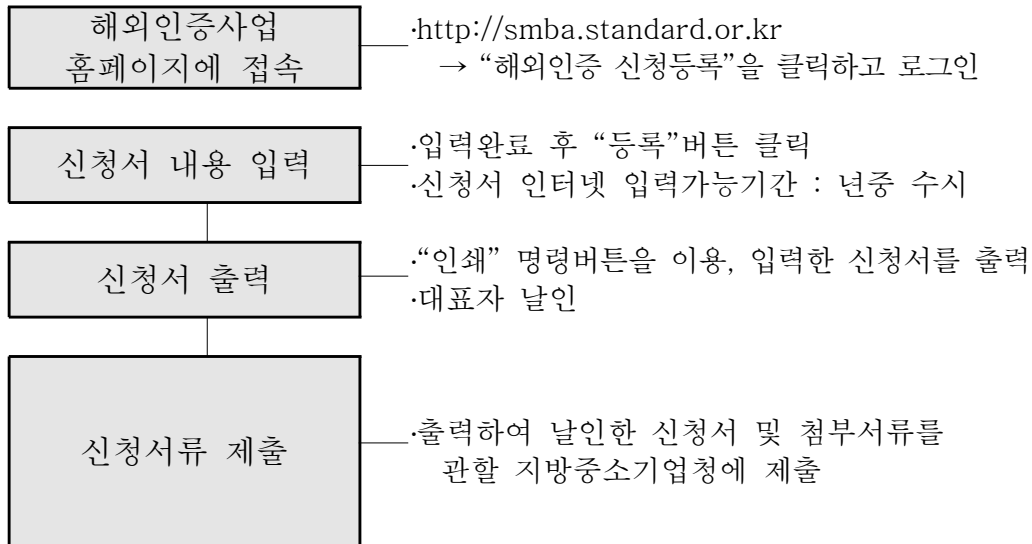 해외인증사업
홈페이지에 접속
·http://smba.standard.or.kr
→ “해외인증 신청등록”을 클릭하고 로그인
신청서 내용 입력
·입력완료 후 “등록”버튼 클릭
·신청서 인터넷 입력가능기간 : 년중 수시
신청서 출력
·“인쇄” 명령버튼을 이용, 입력한 신청서를 출력
·대표자 날인
신청서류 제출
·출력하여 날인한 신청서 및 첨부서류를
관할 지방중소기업청에 제출